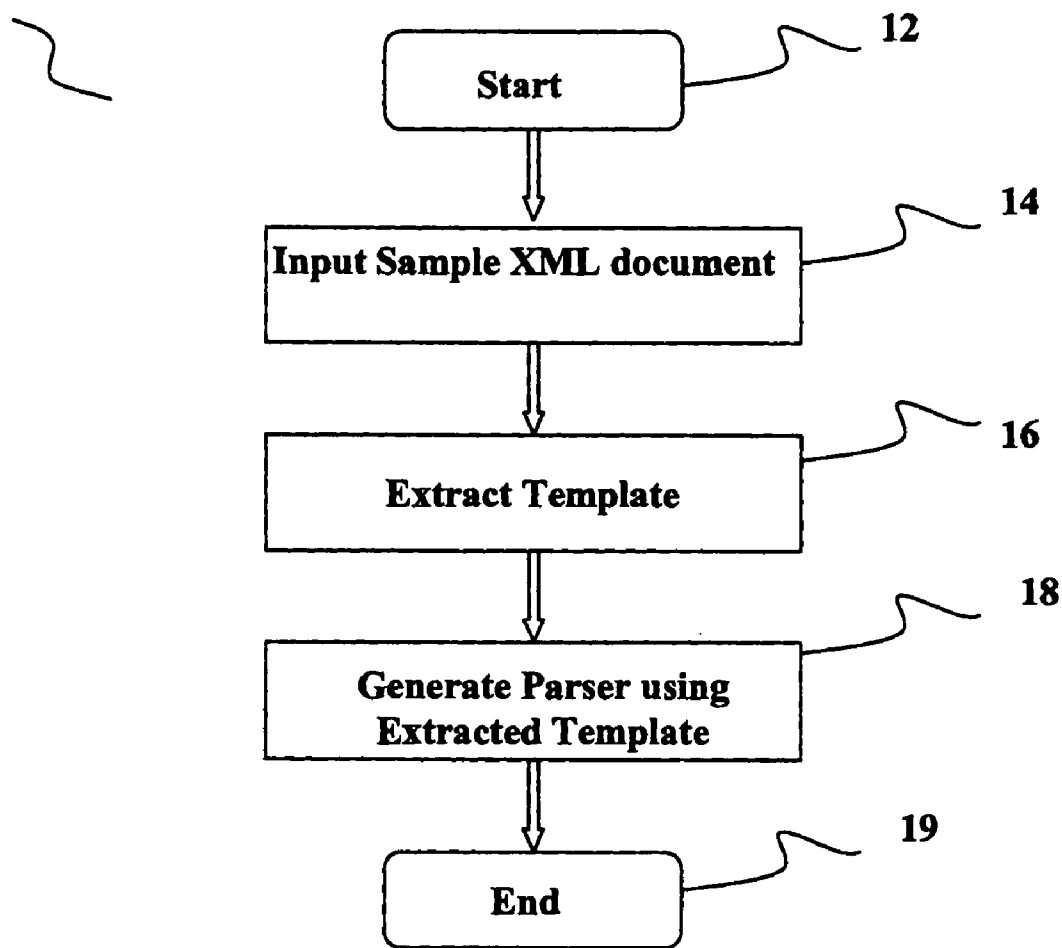 12
Start
14
Input Sample XML document
16
Extract Template
18
Generate Parser using
Extracted Template
19
End